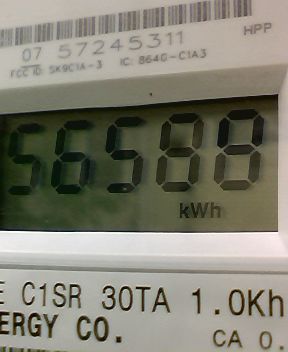 07 57245311
HPP
FCC ID: SK9C1A-3 IC: 864G-C1A3
56588
kWh
E C1SR 30TA 1.0Kh
ERGY CO. CA 0.